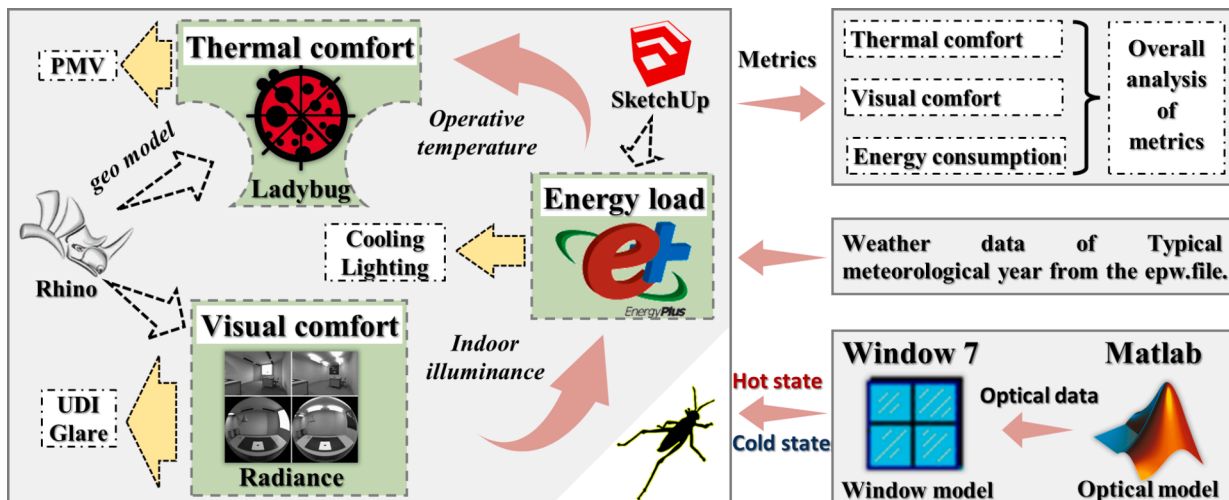 Thermal comfort
PMV
Ladybug
geo model
Rhino
Operative
temperature
SketchUp
Energy load
EnergyPlus
Cooling
Lighting
Visual comfort
Radiance
UDI
Glare
Indoor
illuminance
Metrics
Thermal comfort
Visual comfort
Energy consumption
Overall
analysis
of
metrics
Weather data of Typical
meteorological year from the epw.file.
Hot state
Cold state
Window 7
Window model
Optical data
Matlab
Optical model